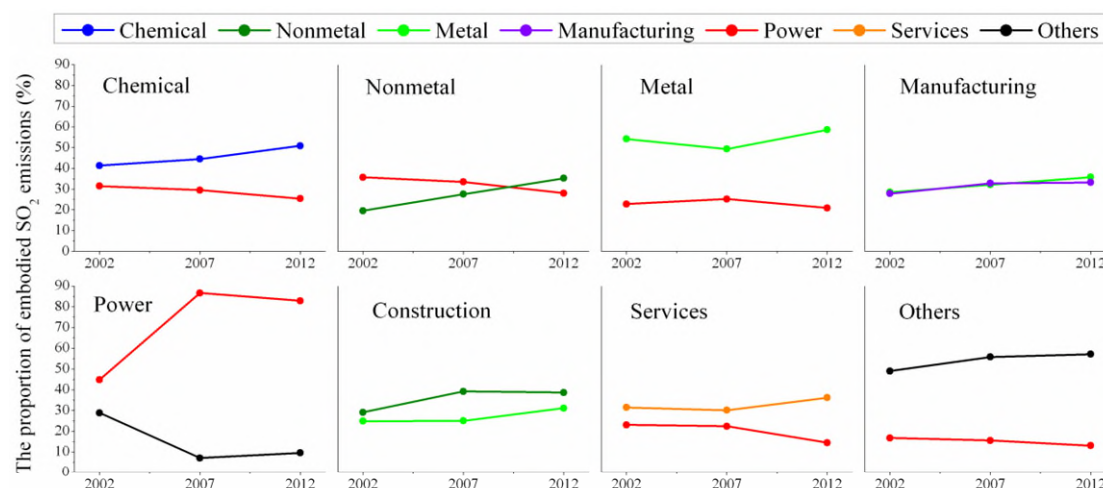 Chemical Nonmetal Metal Manufacturing Power Services Others
The proportion of embodied SO₂ emissions (%)
90
80
70
60
50
40
30
20
10
0
Chemical
2002 2007 2012
Nonmetal
2002 2007 2012
Metal
2002 2007 2012
Manufacturing
2002 2007 2012
90
80
70
60
50
40
30
20
10
0
Power
2002 2007 2012
Construction
2002 2007 2012
Services
2002 2007 2012
Others
2002 2007 2012